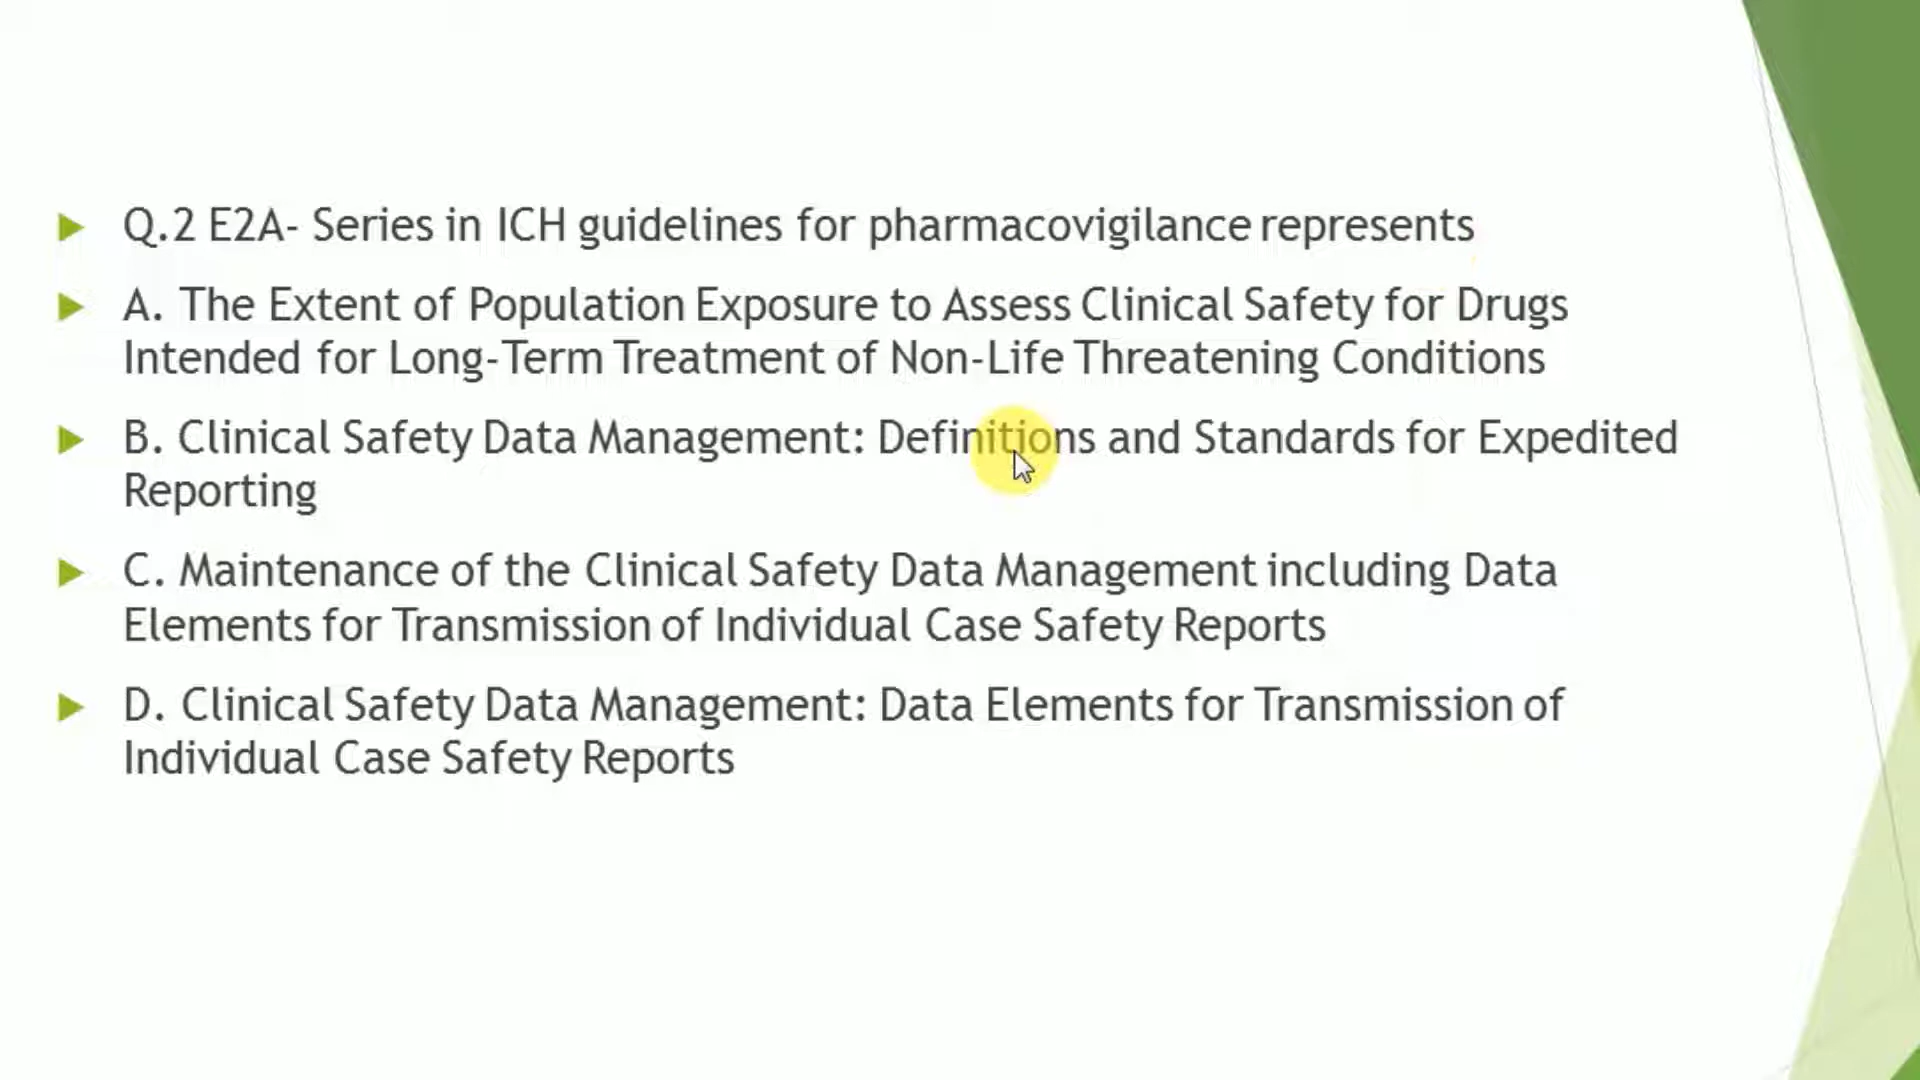 Q.2 E2A- Series in ICH guidelines for pharmacovigilance represents
A. The Extent of Population Exposure to Assess Clinical Safety for Drugs
Intended for Long-Term Treatment of Non-Life Threatening Conditions
B. Clinical Safety Data Management: Definitions and Standards for Expedited
Reporting
C. Maintenance of the Clinical Safety Data Management including Data
Elements for Transmission of Individual Case Safety Reports
D. Clinical Safety Data Management: Data Elements for Transmission of
Individual Case Safety Reports